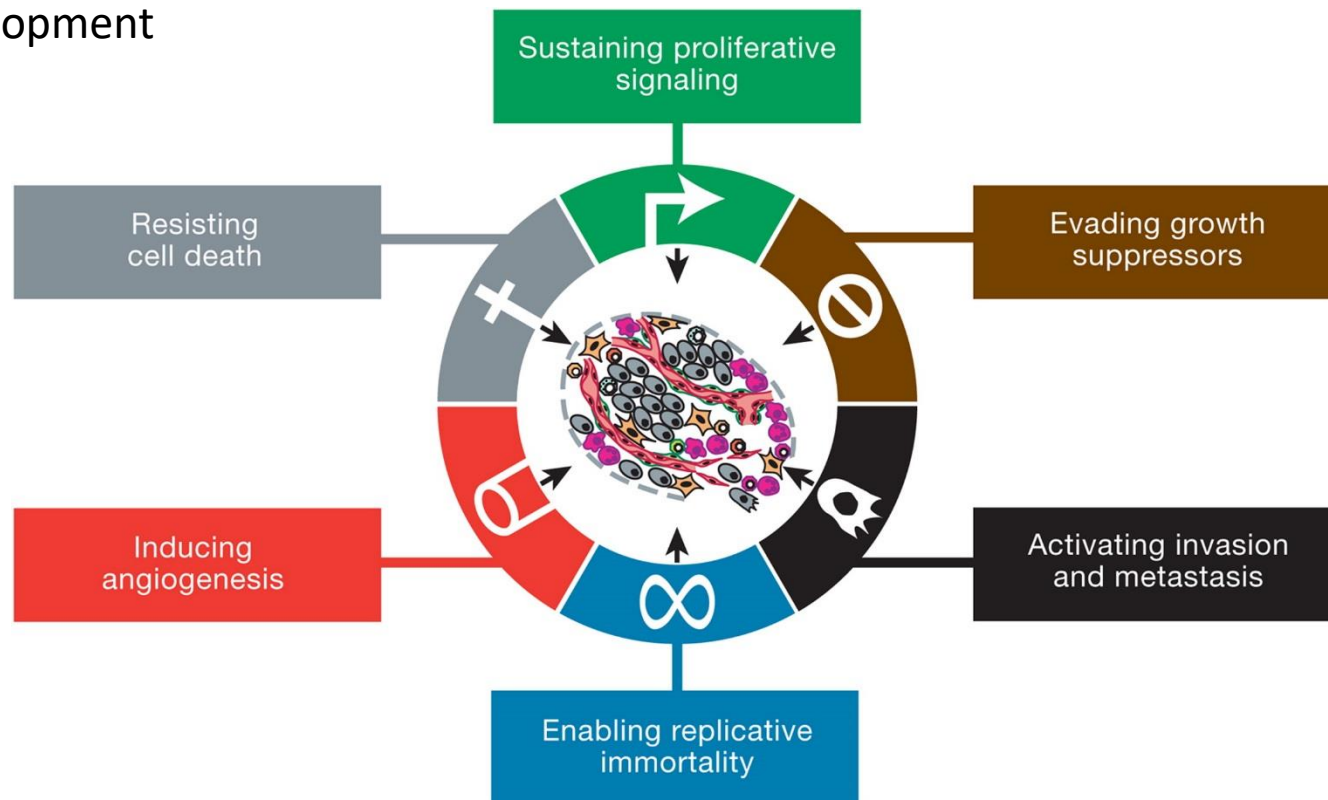 opment
Sustaining proliferative
signaling
Resisting
cell death
Evading growth
suppressors
Inducing
angiogenesis
Activating invasion
and metastasis
Enabling replicative
immortality